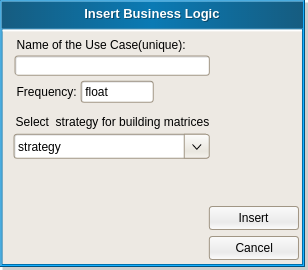 Insert Business Logic
Name of the Use Case(unique):
Frequency: float
Select strategy for building matrices
strategy
Insert
Cancel